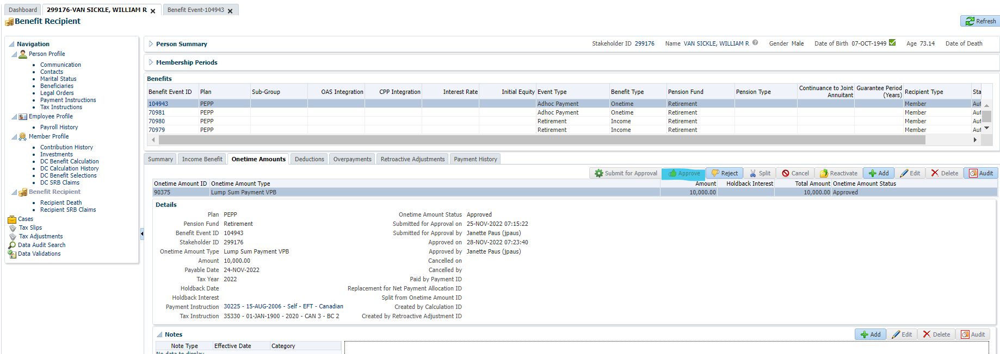 Dashboard 299176-VAN SICKLE, WILLIAM R Benefit Event-104943
Benefit Recipient
Refresh
Navigation
Person Profile
Communication
Contacts
Marital Status
Beneficiaries
Legal Orders
Payment Instructions
Tax Instructions
Employee Profile
Payroll History
Member Profile
Contribution History
Investments
DC Benefit Calculation
DC Calculation History
DC Benefit Selections
DC SRB Claims
Benefit Recipient
Recipient Death
Recipient SRB Claims
Cases
Tax Slips
Tax Adjustments
Data Audit Search
Data Validations
Person Summary Stakeholder ID 299176 Name VAN SICKLE, WILLIAM R Gender Male Date of Birth 07-OCT-1949 Age 73.14 Date of Death
Membership Periods
Benefits
Benefit Event ID Plan Sub-Group OAS Integration CPP Integration Interest Rate Initial Equity Event Type Benefit Type Pension Fund Pension Type Continuance to Joint Annuitant Guarantee Period (Years) Recipient Type Sta
104943 PEPP Adhoc Payment Onetime Retirement Member Aut
70981 PEPP Adhoc Payment Onetime Retirement Member Aut
70980 PEPP Retirement Income Retirement Member Aut
70979 PEPP Retirement Income Retirement Member Aut
Summary Income Benefit Onetime Amounts Deductions Overpayments Retroactive Adjustments Payment History
Submit for Approval Approve Reject Split Cancel Reactivate Add Edit Delete Audit
Onetime Amount ID Onetime Amount Type Amount Holdback Interest Total Amount Onetime Amount Status
90375 Lump Sum Payment VPB 10,000.00 10,000.00 Approved
Details
Plan PEPP Onetime Amount Status Approved
Pension Fund Retirement Submitted for Approval on 25-NOV-2022 07:15:22
Benefit Event ID 104943 Submitted for Approval by Janette Paus (jpaus)
Stakeholder ID 299176 Approved on 28-NOV-2022 07:23:40
Onetime Amount Type Lump Sum Payment VPB Approved by Janette Paus (jpaus)
Amount 10,000.00 Cancelled on
Payable Date 24-NOV-2022 Cancelled by
Tax Year 2022 Paid by Payment ID
Holdback Date Replacement for Net Payment Allocation ID
Holdback Interest Split from Onetime Amount ID
Payment Instruction 30225 - 15-AUG-2006 - Self - EFT - Canadian Created by Calculation ID
Tax Instruction 35330 - 01-JAN-1900 - 2020 - CAN 3 - BC 2 Created by Retroactive Adjustment ID
Notes Add Edit Delete Audit
Note Type Effective Date Category
No data to display